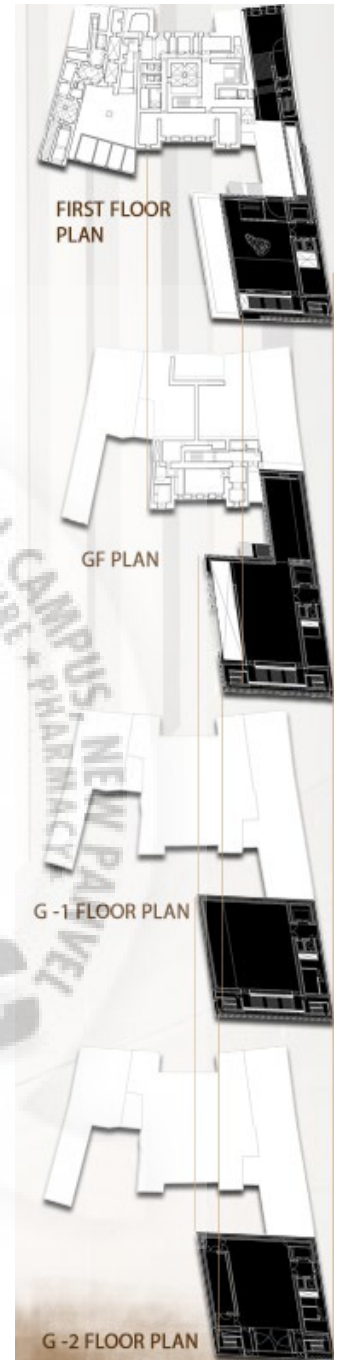 FIRST FLOOR
PLAN
GF PLAN
CAMPUS, NEW PANVEL
PHARMACY
G -1 FLOOR PLAN
G -2 FLOOR PLAN